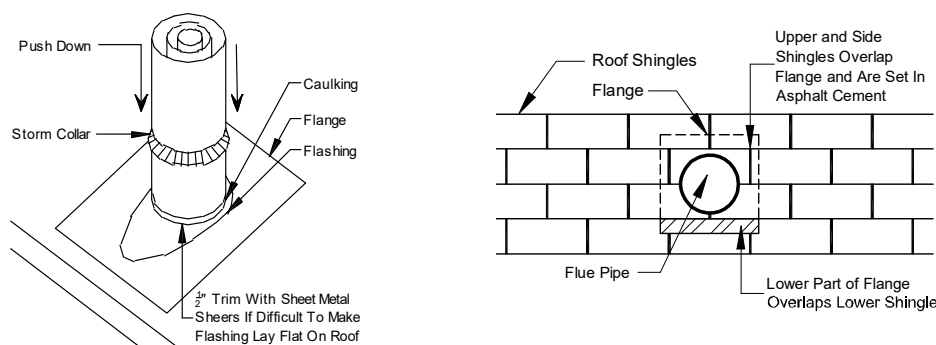 Push Down
Caulking
Storm Collar
Flange
Flashing
½" Trim With Sheet Metal
Sheers If Difficult To Make
Flashing Lay Flat On Roof
Roof Shingles
Flange
Upper and Side
Shingles Overlap
Flange and Are Set In
Asphalt Cement
Flue Pipe
Lower Part of Flange
Overlaps Lower Shingle